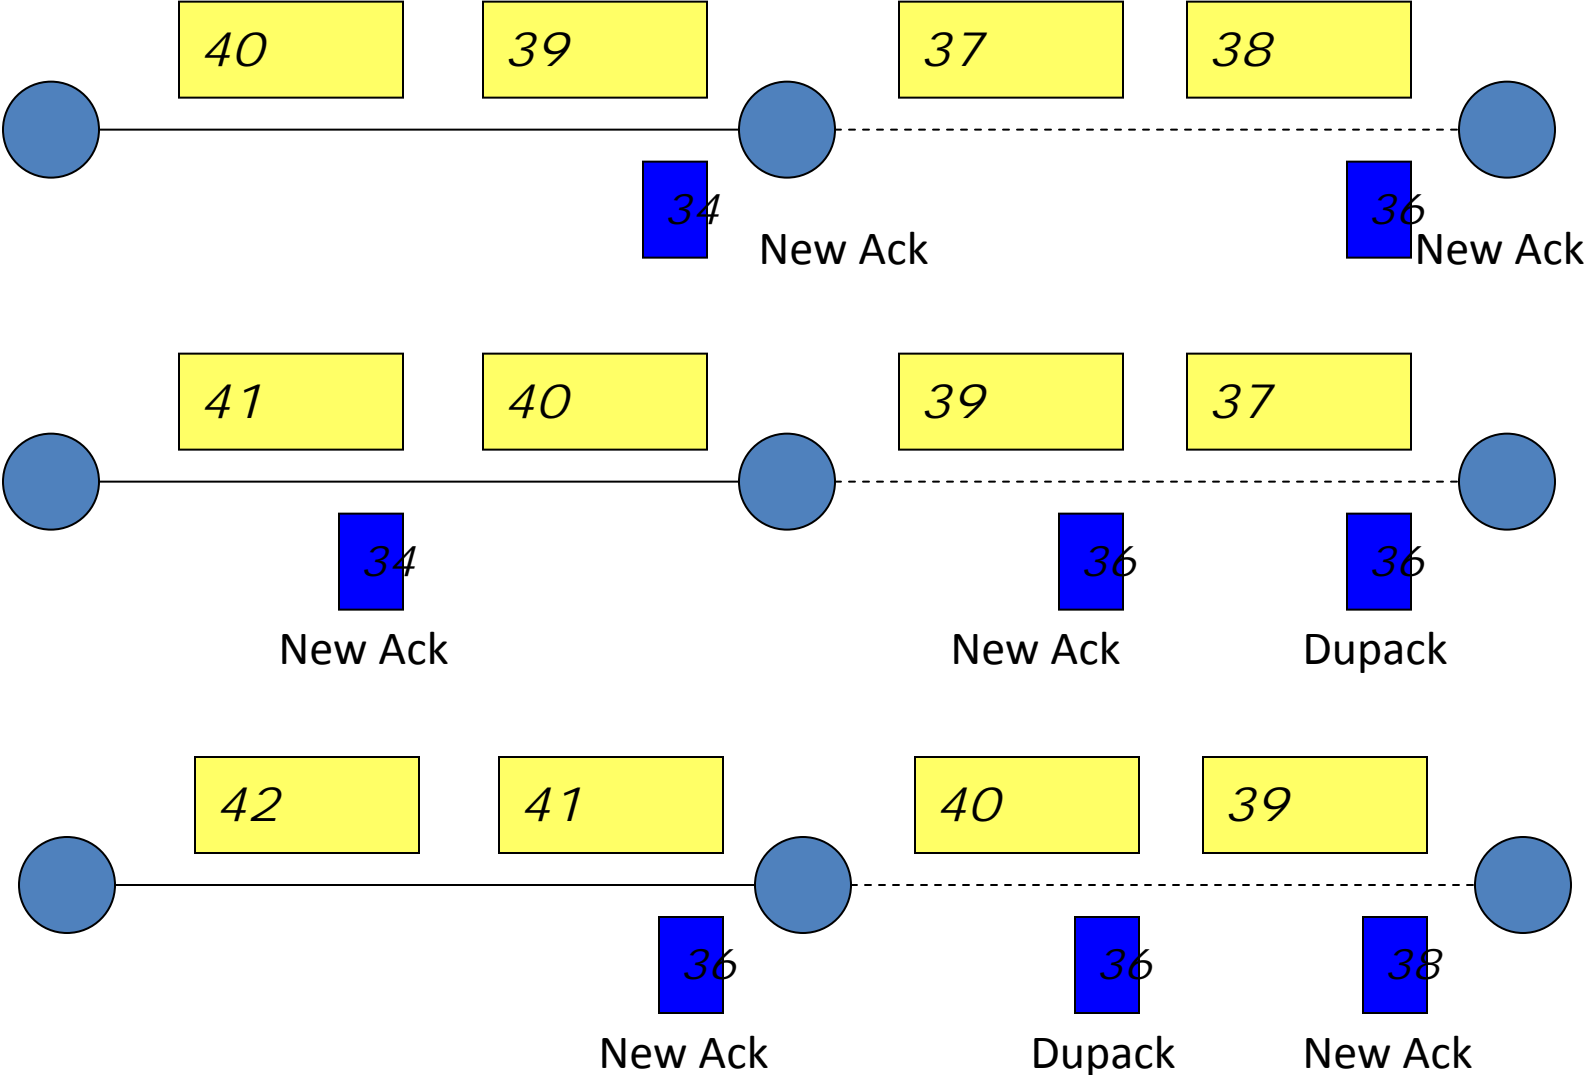 40 39 37 38
34 36
New Ack New Ack
41 40 39 37
34 36 36
New Ack New Ack Dupack
42 41 40 39
36 36 38
New Ack Dupack New Ack